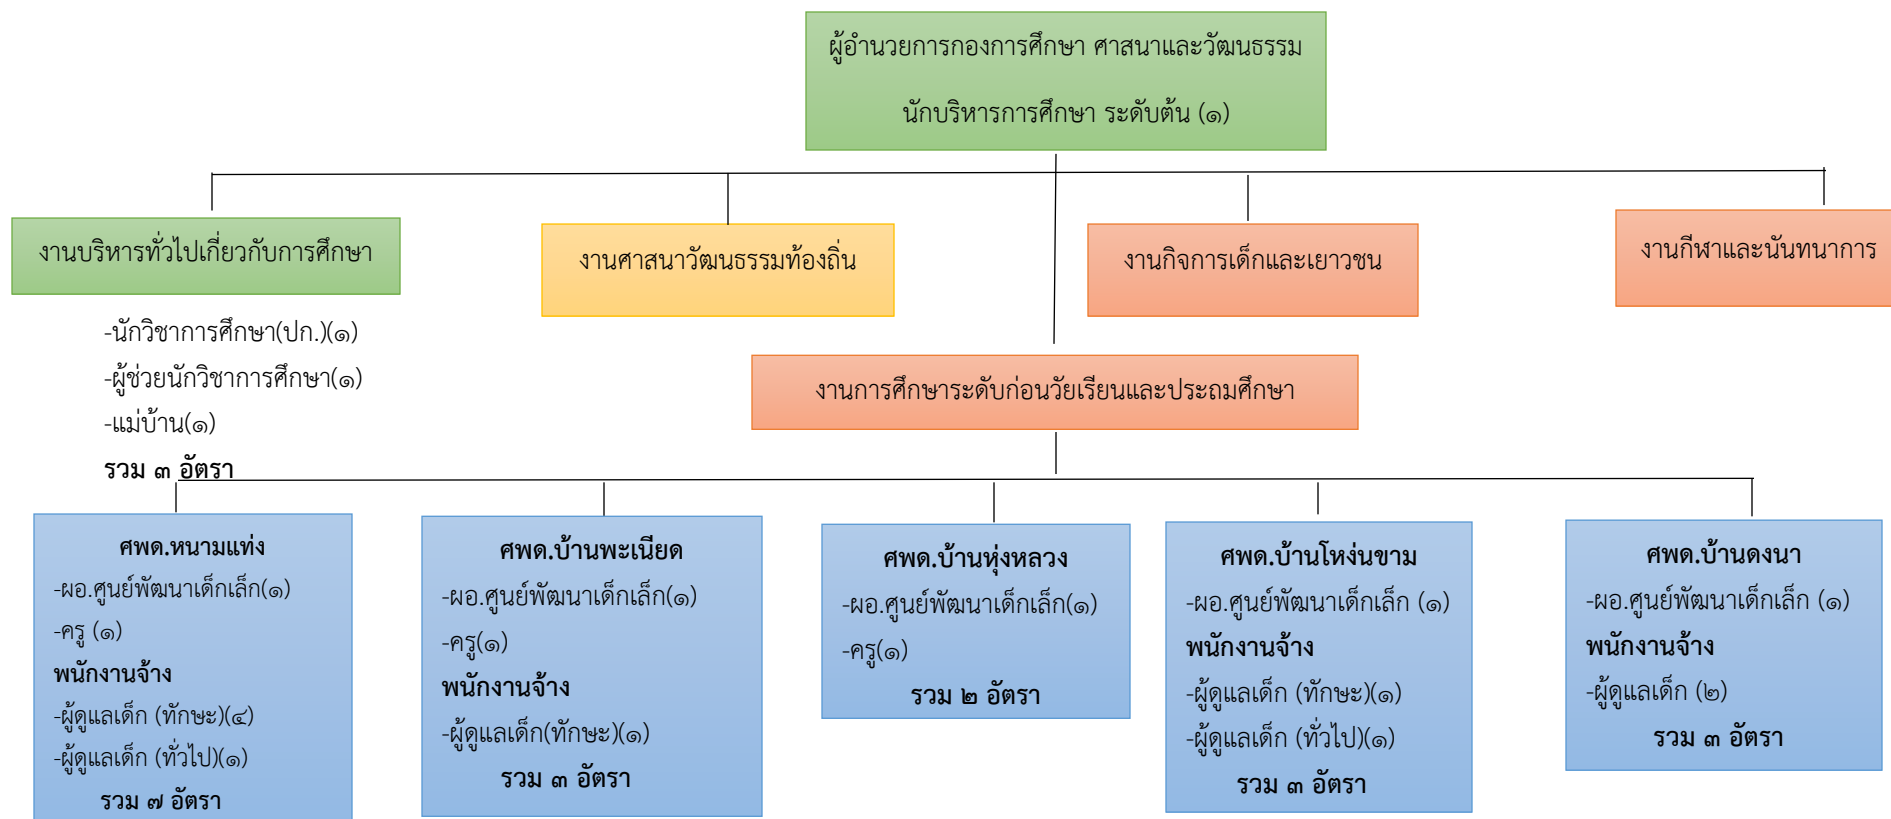 ผู้อำนวยการกองการศึกษา ศาสนาและวัฒนธรรม
นักบริหารการศึกษา ระดับต้น (๑)
งานบริหารทั่วไปเกี่ยวกับการศึกษา
งานศาสนาวัฒนธรรมท้องถิ่น
งานกิจการเด็กและเยาวชน
งานกีฬาและนันทนาการ
-นักวิชาการศึกษา(ปก.)(๑)
-ผู้ช่วยนักวิชาการศึกษา(๑)
-แม่บ้าน(๑)
รวม ๓ อัตรา
งานการศึกษาระดับก่อนวัยเรียนและประถมศึกษา
ศพด.หนามแท่ง
-ผอ.ศูนย์พัฒนาเด็กเล็ก(๑)
-ครู (๑)
พนักงานจ้าง
-ผู้ดูแลเด็ก (ทักษะ)(๔)
-ผู้ดูแลเด็ก (ทั่วไป)(๑)
รวม ๗ อัตรา
ศพด.บ้านพะเนียด
-ผอ.ศูนย์พัฒนาเด็กเล็ก(๑)
-ครู(๑)
พนักงานจ้าง
-ผู้ดูแลเด็ก(ทักษะ)(๑)
รวม ๓ อัตรา
ศพด.บ้านหุ่งหลวง
-ผอ.ศูนย์พัฒนาเด็กเล็ก(๑)
-ครู(๑)
รวม ๒ อัตรา
ศพด.บ้านโหง่นขาม
-ผอ.ศูนย์พัฒนาเด็กเล็ก (๑)
พนักงานจ้าง
-ผู้ดูแลเด็ก (ทักษะ)(๑)
-ผู้ดูแลเด็ก (ทั่วไป)(๑)
รวม ๓ อัตรา
ศพด.บ้านดงนา
-ผอ.ศูนย์พัฒนาเด็กเล็ก (๑)
พนักงานจ้าง
-ผู้ดูแลเด็ก (๒)
รวม ๓ อัตรา